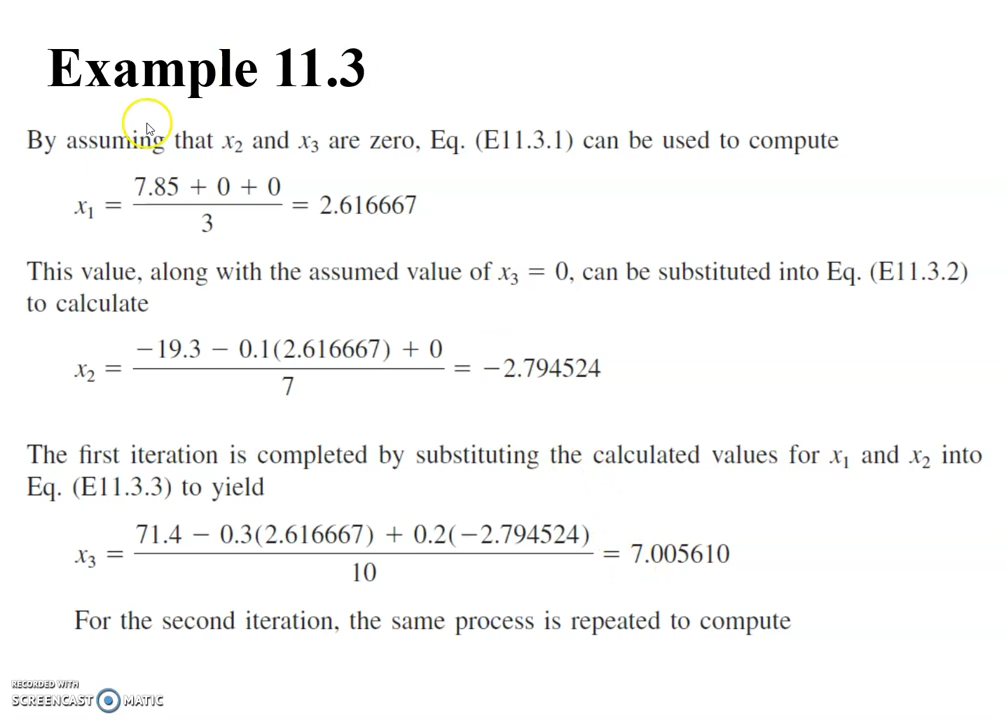 Example 11.3
By assuming that x₂ and x₃ are zero, Eq. (E11.3.1) can be used to compute
x₁ = (7.85 + 0 + 0) / 3 = 2.616667
This value, along with the assumed value of x₃ = 0, can be substituted into Eq. (E11.3.2)
to calculate
x₂ = (−19.3 − 0.1(2.616667) + 0) / 7 = −2.794524
The first iteration is completed by substituting the calculated values for x₁ and x₂ into
Eq. (E11.3.3) to yield
x₃ = (71.4 − 0.3(2.616667) + 0.2(−2.794524)) / 10 = 7.005610
For the second iteration, the same process is repeated to compute
RECORDED WITH
SCREENCAST MATIC